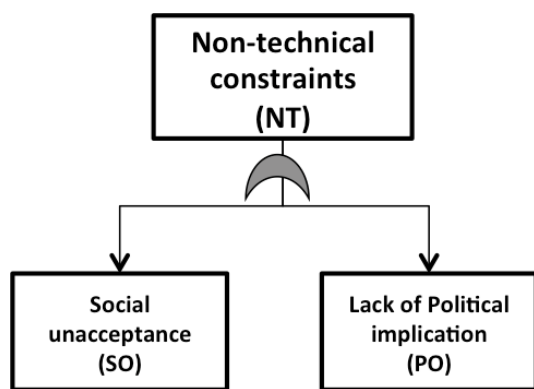 Non-technical
constraints
(NT)
Social
unacceptance
(SO)
Lack of Political
implication
(PO)